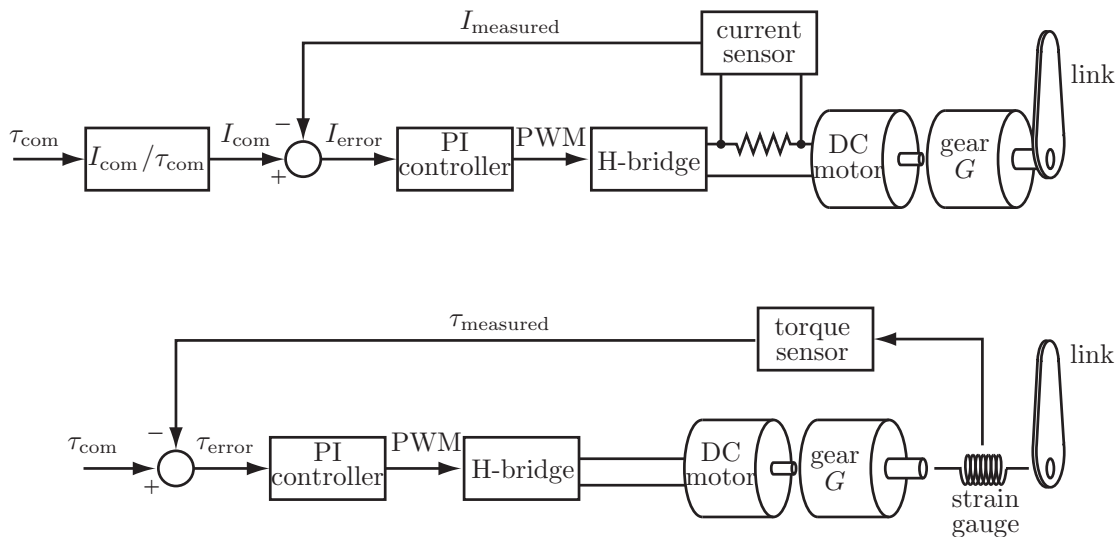 I_measured
current
sensor
link
τ_com
I_com/τ_com
I_com
−
+
I_error
PI
controller
PWM
H-bridge
DC
motor
gear
G
τ_measured
torque
sensor
link
τ_com
−
+
τ_error
PI
controller
PWM
H-bridge
DC
motor
gear
G
strain
gauge